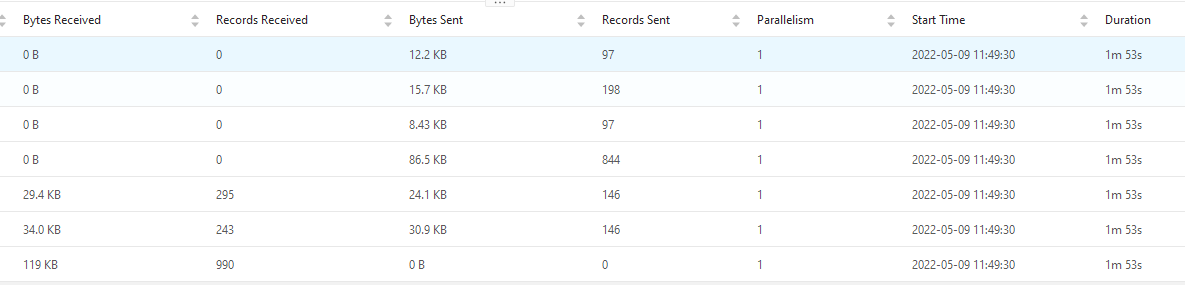 Bytes Received Records Received Bytes Sent Records Sent Parallelism Start Time Duration
0 B 0 12.2 KB 97 1 2022-05-09 11:49:30 1m 53s
0 B 0 15.7 KB 198 1 2022-05-09 11:49:30 1m 53s
0 B 0 8.43 KB 97 1 2022-05-09 11:49:30 1m 53s
0 B 0 86.5 KB 844 1 2022-05-09 11:49:30 1m 53s
29.4 KB 295 24.1 KB 146 1 2022-05-09 11:49:30 1m 53s
34.0 KB 243 30.9 KB 146 1 2022-05-09 11:49:30 1m 53s
119 KB 990 0 B 0 1 2022-05-09 11:49:30 1m 53s